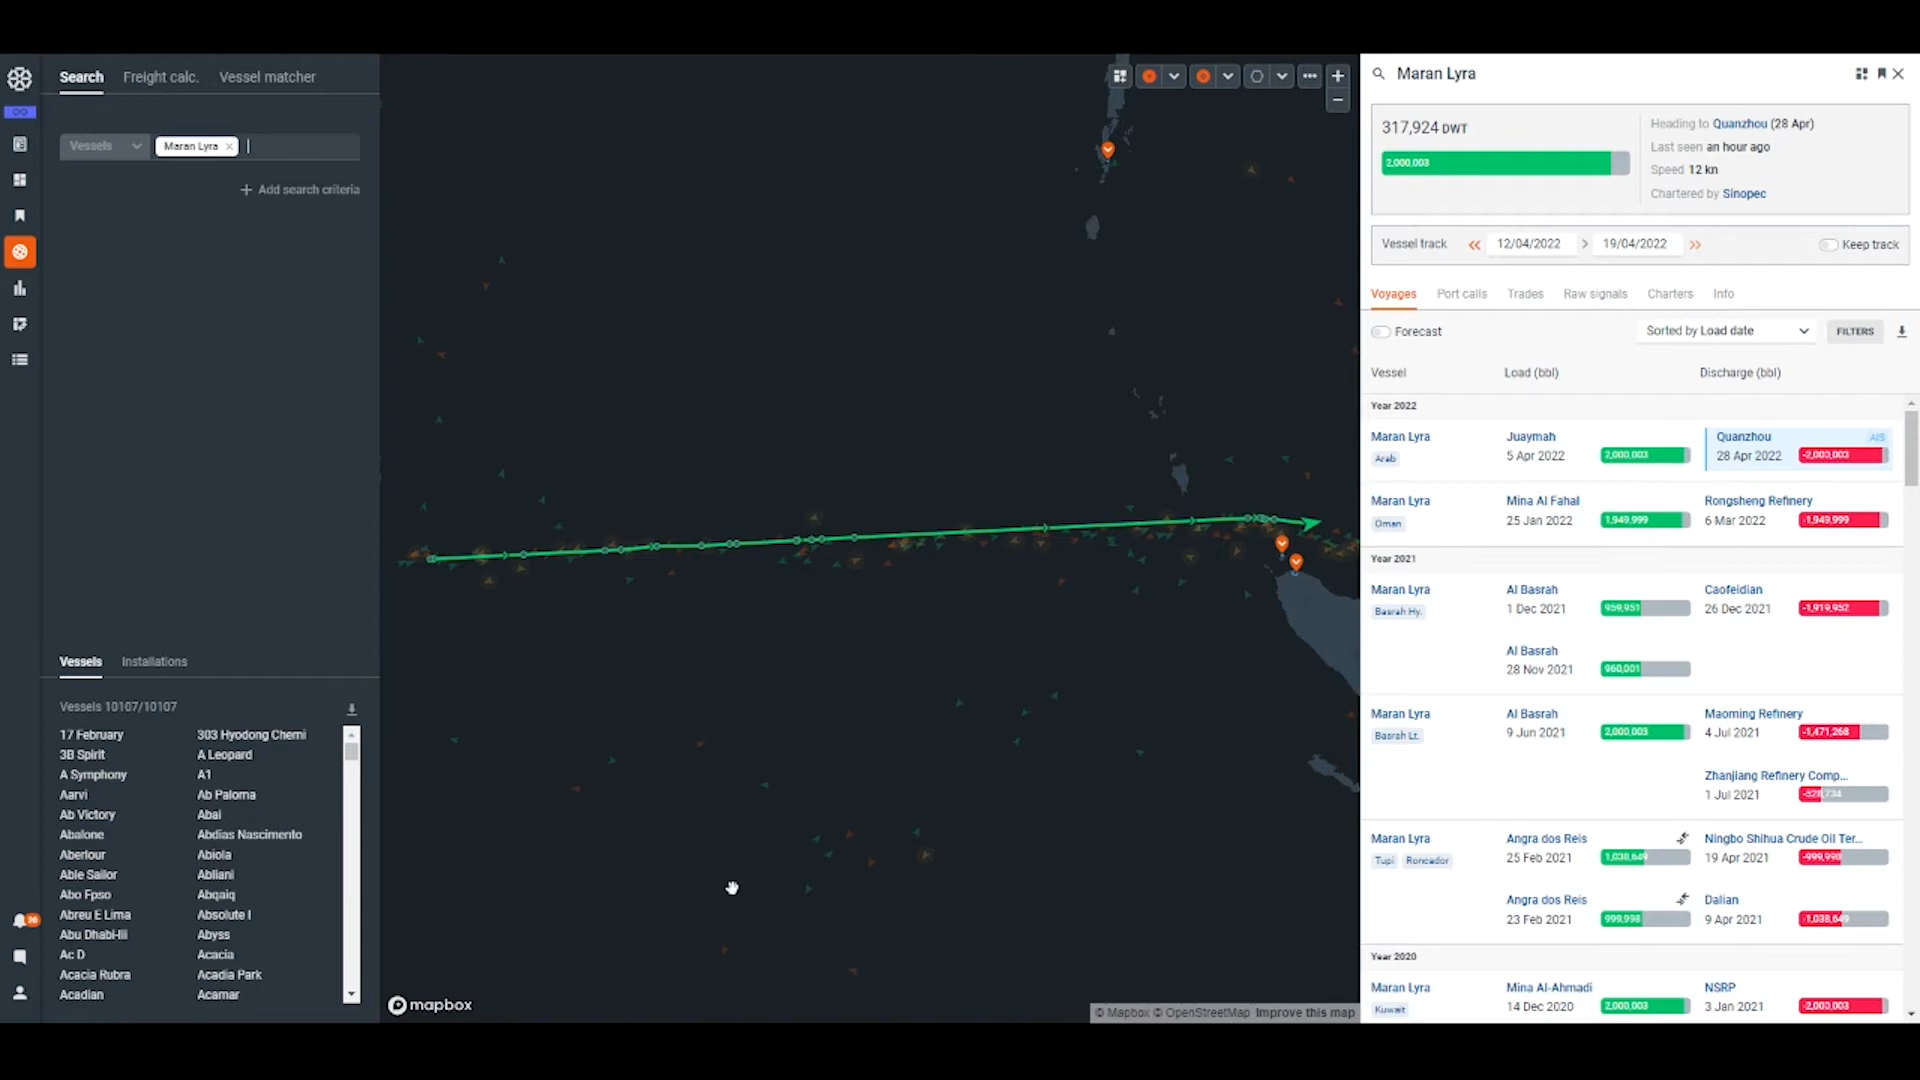 Search Freight calc. Vessel matcher
Vessels Maran Lyra
+ Add search criteria
Vessels Installations
Vessels 10107/10107
17 February 303 Hyodong Chemi
3B Spirit A Leopard
A Symphony A1
Aarvi Ab Paloma
Ab Victory Abai
Abalone Abdias Nascimento
Aberlour Abiola
Able Sailor Abliani
Abo Fpso Abqaiq
Abreu E Lima Absolute I
Abu Dhabi-Iii Abyss
Ac D Acacia
Acacia Rubra Acadia Park
Acadian Acamar
mapbox
© Mapbox © OpenStreetMap Improve this map
Maran Lyra
317,924 DWT
2,000,003
Heading to Quanzhou (28 Apr)
Last seen an hour ago
Speed 12 kn
Chartered by Sinopec
Vessel track 12/04/2022 > 19/04/2022 Keep track
Voyages Port calls Trades Raw signals Charters Info
Forecast Sorted by Load date FILTERS
Vessel Load (bbl) Discharge (bbl)
Year 2022
Maran Lyra Juaymah Quanzhou AIS
Arab 5 Apr 2022 2,000,003 28 Apr 2022 -2,000,003
Maran Lyra Mina Al Fahal Rongsheng Refinery
Oman 25 Jan 2022 1,949,999 6 Mar 2022 -1,949,999
Year 2021
Maran Lyra Al Basrah Caofeidian
Basrah Hy. 1 Dec 2021 959,951 26 Dec 2021 -1,919,952
Al Basrah
28 Nov 2021 960,001
Maran Lyra Al Basrah Maoming Refinery
Basrah Lt. 9 Jun 2021 2,000,003 4 Jul 2021 -1,471,268
Zhanjiang Refinery Comp...
1 Jul 2021 -528,734
Maran Lyra Angra dos Reis Ningbo Shihua Crude Oil Ter...
Tupi Roncador 25 Feb 2021 1,038,649 19 Apr 2021 -999,998
Angra dos Reis Dalian
23 Feb 2021 999,998 9 Apr 2021 -1,038,649
Year 2020
Maran Lyra Mina Al-Ahmadi NSRP
Kuwait 14 Dec 2020 2,000,003 3 Jan 2021 -2,000,003